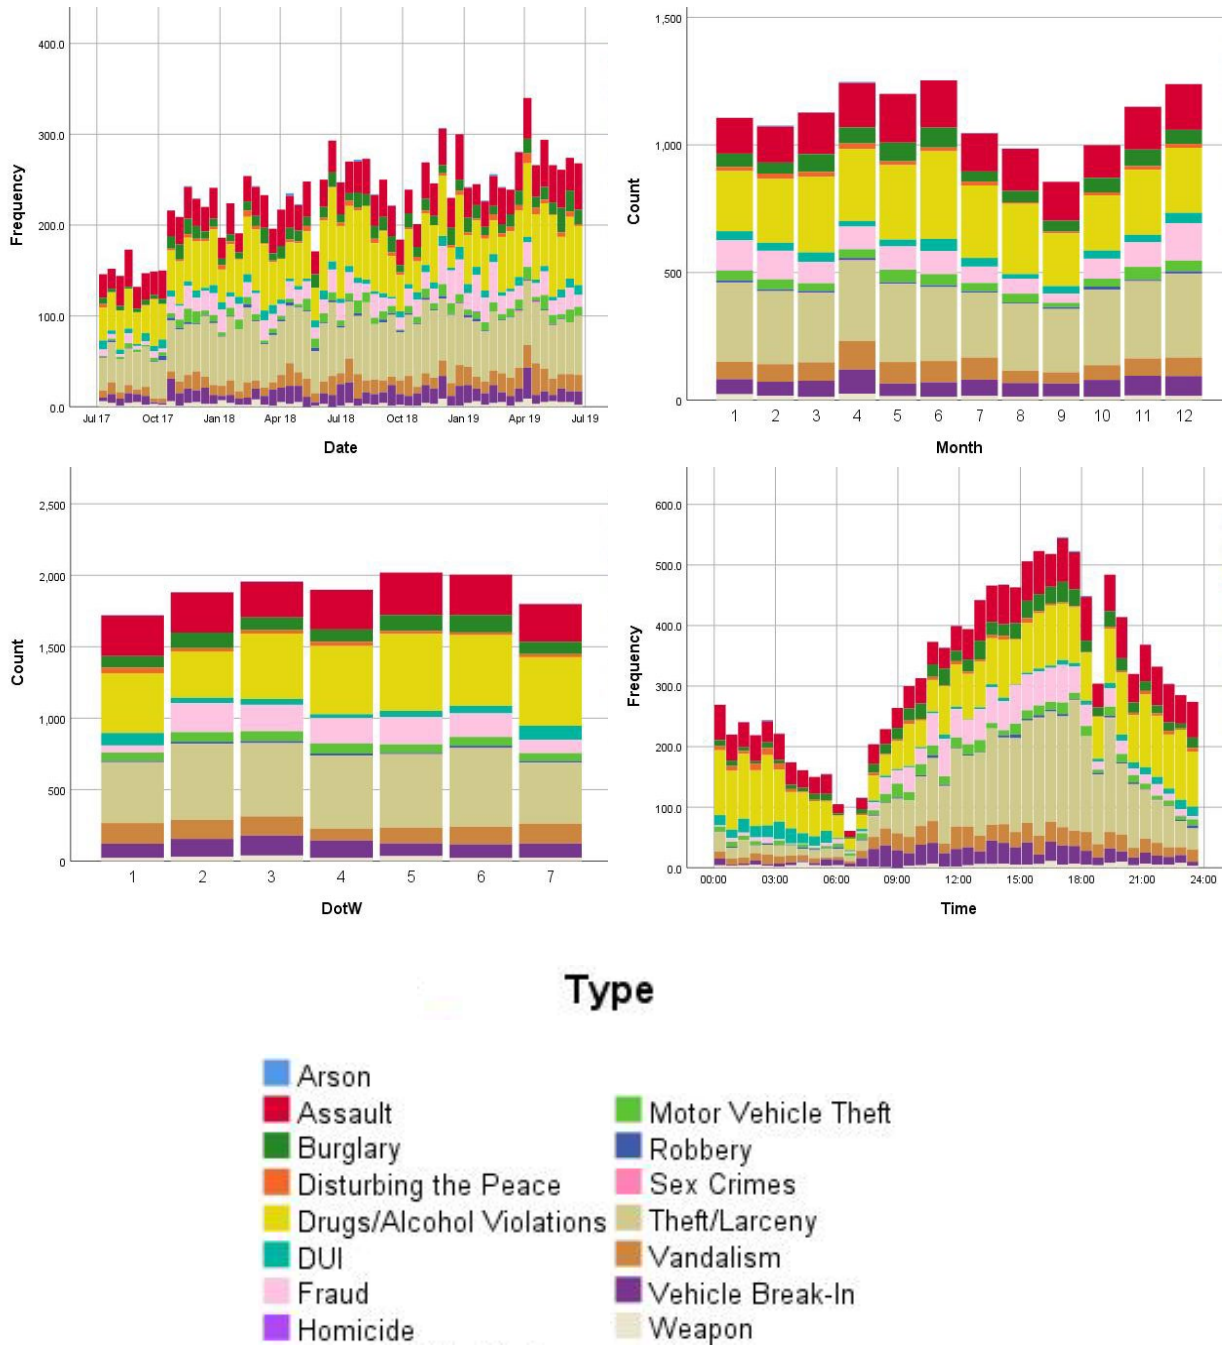 400.0
300.0
200.0
100.0
0.0
Frequency
Jul 17 Oct 17 Jan 18 Apr 18 Jul 18 Oct 18 Jan 19 Apr 19 Jul 19
Date
1,500
1,000
500
0
Count
1 2 3 4 5 6 7 8 9 10 11 12
Month
2,500
2,000
1,500
1,000
500
0
Count
1 2 3 4 5 6 7
DotW
600.0
500.0
400.0
300.0
200.0
100.0
0.0
Frequency
00:00 03:00 06:00 09:00 12:00 15:00 18:00 21:00 24:00
Time
Type
Arson
Assault
Burglary
Disturbing the Peace
Drugs/Alcohol Violations
DUI
Fraud
Homicide
Motor Vehicle Theft
Robbery
Sex Crimes
Theft/Larceny
Vandalism
Vehicle Break-In
Weapon